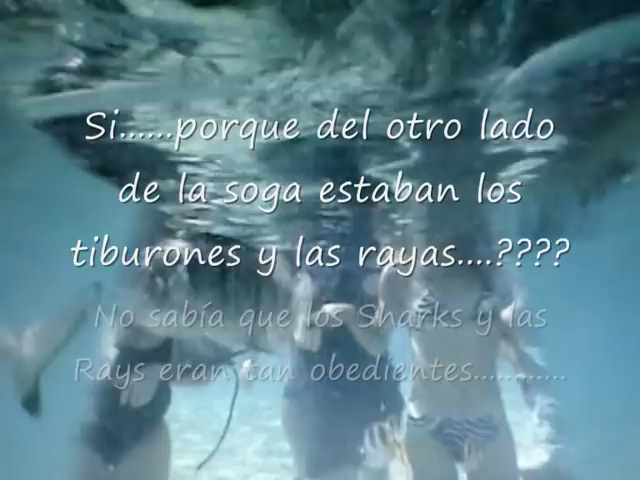 Si......porque del otro lado
de la soga estaban los
tiburones y las rayas....????
No sabía que los Sharks y las
Rays eran tan obedientes............